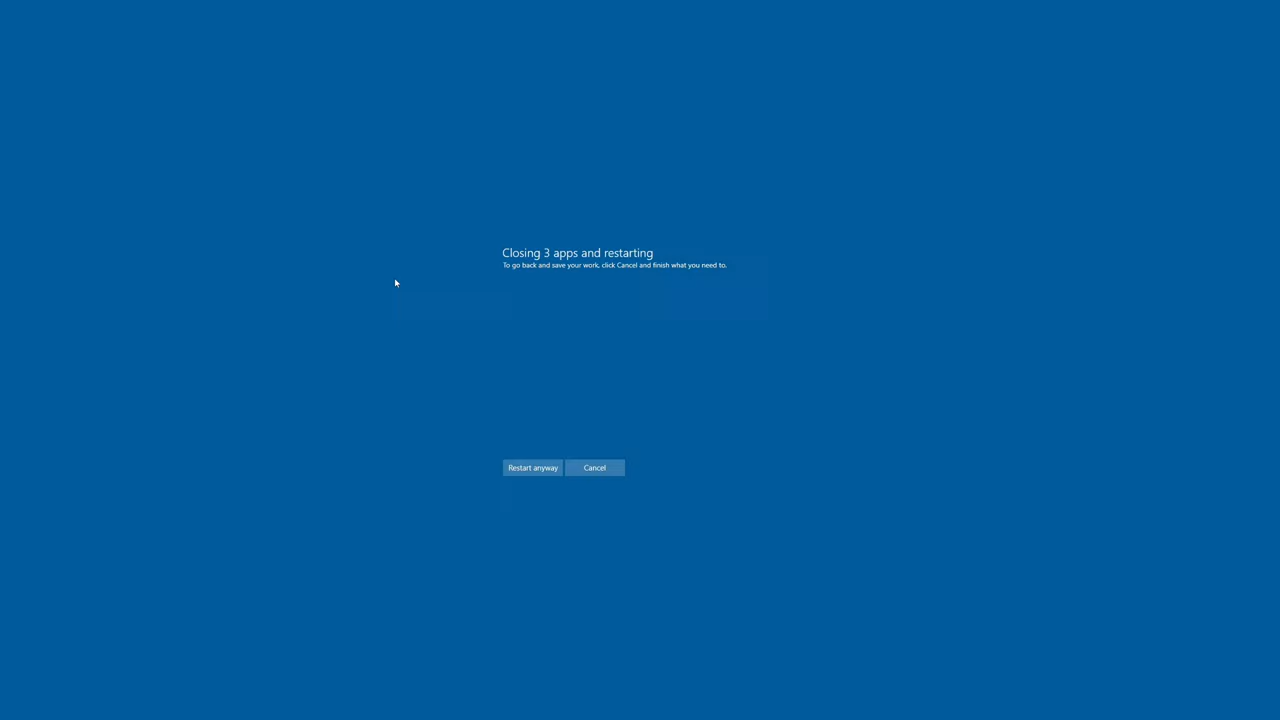 Closing 3 apps and restarting
To go back and save your work, click Cancel and finish what you need to.
Restart anyway
Cancel